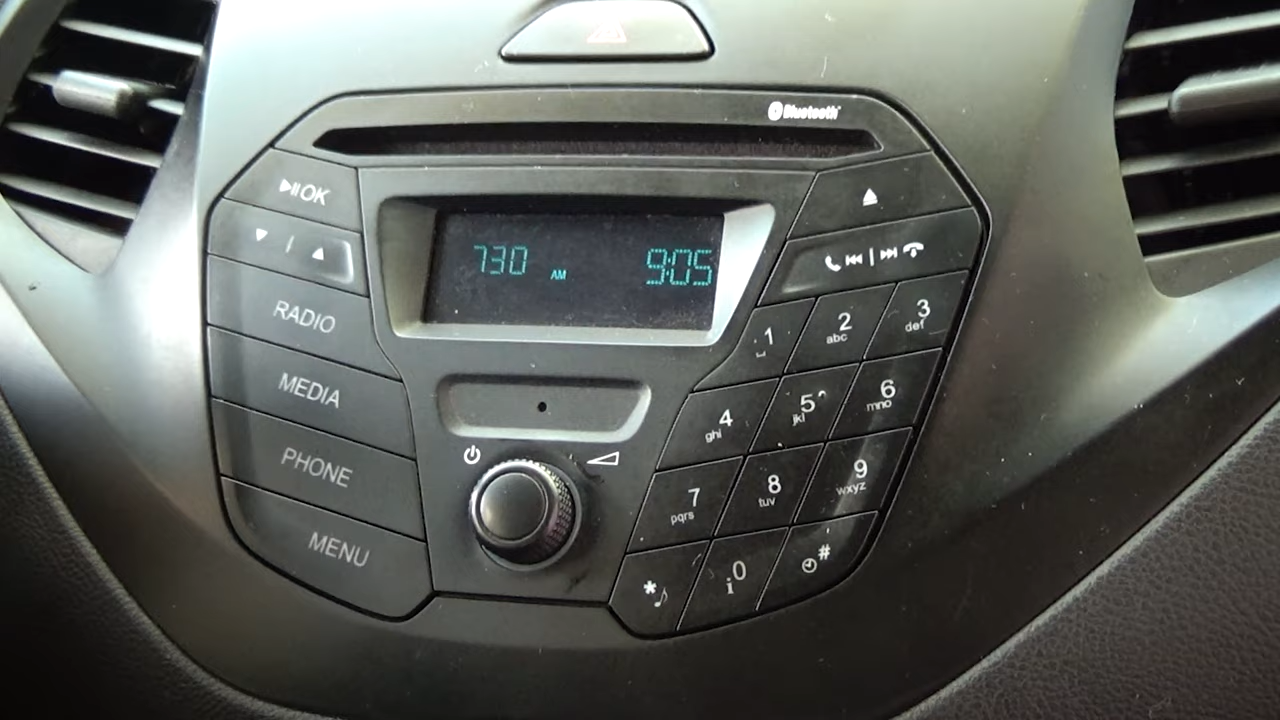 Bluetooth
OK
730 AM 9:05
RADIO
MEDIA
PHONE
MENU
1
2 abc
3 def
4 ghi
5 jkl
6 mno
7 pqrs
8 tuv
9 wxyz
*
0 i
#